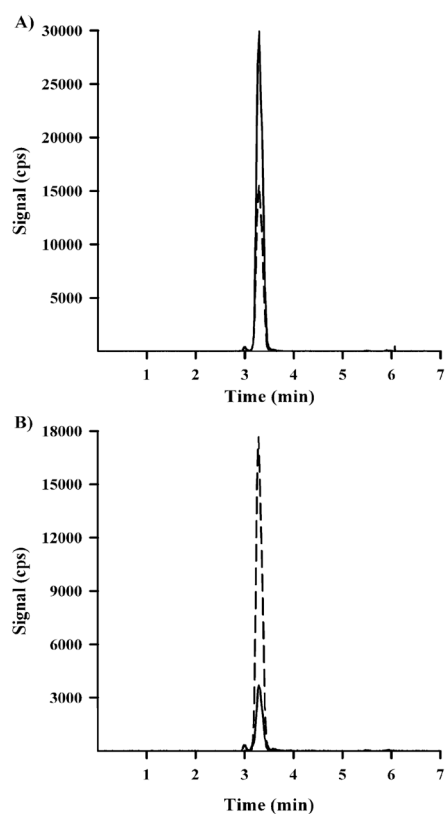 A)
30000
25000
20000
15000
10000
5000
Signal (cps)
1 2 3 4 5 6 7
Time (min)
B)
18000
15000
12000
9000
6000
3000
Signal (cps)
1 2 3 4 5 6 7
Time (min)